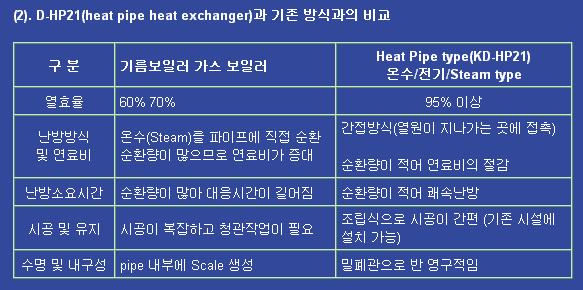 (2). D-HP21(heat pipe heat exchanger)과 기존 방식과의 비교
구 분
기름보일러 가스 보일러
Heat Pipe type(KD-HP21)
온수/전기/Steam type
열효율
60% 70%
95% 이상
난방방식
및 연료비
온수(Steam)를 파이프에 직접 순환
순환량이 많으므로 연료비가 증대
간접방식(열원이 지나가는 곳에 접촉)
순환량이 적어 연료비의 절감
난방소요시간
순환량이 많아 대응시간이 길어짐
순환량이 적어 쾌속난방
시공 및 유지
시공이 복잡하고 청관작업이 필요
조립식으로 시공이 간편 (기존 시설에
설치 가능)
수명 및 내구성
pipe 내부에 Scale 생성
밀폐관으로 반 영구적임